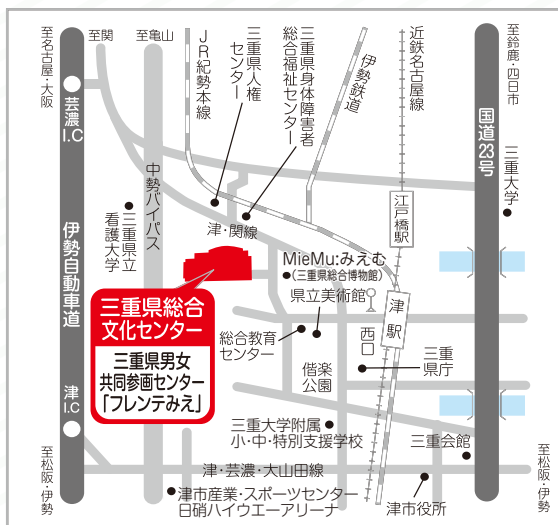 至名古屋・大阪
至関
至亀山
JR紀勢本線
三重県人権
センター
三重県身体障害者
総合福祉センター
伊勢鉄道
近鉄名古屋線
至鈴鹿・四日市
芸濃
I.C
国道23号
三重大学
中勢バイパス
三重県立
看護大学
津・関線
江戸橋駅
伊勢自動車道
MieMu:みえむ
(三重県総合博物館)
県立美術館
三重県総合
文化センター
三重県男女
共同参画センター
「フレンテみえ」
総合教育
センター
西口
津駅
偕楽
公園
三重
県庁
津
I.C
三重大学附属
小・中・特別支援学校
三重会館
至松阪・伊勢
津・芸濃・大山田線
至松阪・伊勢
津市産業・スポーツセンター
日硝ハイウエーアリーナ
津市役所